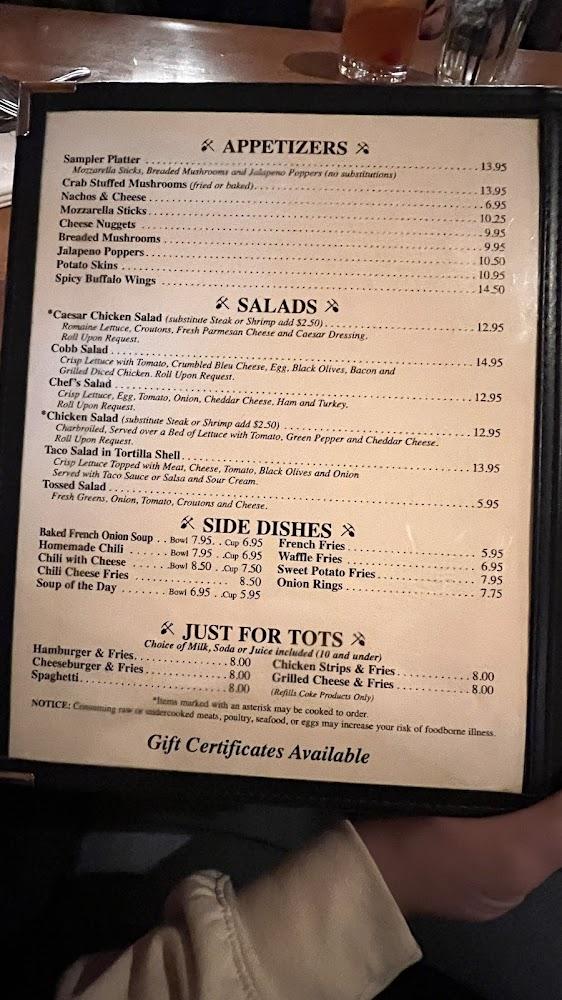 APPETIZERS
Sampler Platter ........ 13.95
Mozzarella Sticks, Breaded Mushrooms and Jalapeno Poppers (no substitutions)
Crab Stuffed Mushrooms (fried or baked) ........ 13.95
Nachos & Cheese ........ 6.95
Mozzarella Sticks ........ 10.25
Cheese Nuggets ........ 9.95
Breaded Mushrooms ........ 9.95
Jalapeno Poppers ........ 10.50
Potato Skins ........ 10.95
Spicy Buffalo Wings ........ 14.50
SALADS
*Caesar Chicken Salad (substitute Steak or Shrimp add $2.50) ........ 12.95
Romaine Lettuce, Croutons, Fresh Parmesan Cheese and Caesar Dressing.
Roll Upon Request.
Cobb Salad ........ 14.95
Crisp Lettuce with Tomato, Crumbled Bleu Cheese, Egg, Black Olives, Bacon and
Grilled Diced Chicken. Roll Upon Request.
Chef's Salad ........ 12.95
Crisp Lettuce, Egg, Tomato, Onion, Cheddar Cheese, Ham and Turkey.
Roll Upon Request.
*Chicken Salad (substitute Steak or Shrimp add $2.50) ........ 12.95
Charbroiled, Served over a Bed of Lettuce with Tomato, Green Pepper and Cheddar Cheese.
Roll Upon Request.
Taco Salad in Tortilla Shell ........ 13.95
Crisp Lettuce Topped with Meat, Cheese, Tomato, Black Olives and Onion
Served with Taco Sauce or Salsa and Sour Cream.
Tossed Salad ........ 5.95
Fresh Greens, Onion, Tomato, Croutons and Cheese.
SIDE DISHES
Baked French Onion Soup . . Bowl 7.95. . .Cup 6.95
Homemade Chili ...... Bowl 7.95 . . .Cup 6.95
Chili with Cheese ...... Bowl 8.50 . . .Cup 7.50
Chili Cheese Fries ........ 8.50
Soup of the Day ....... Bowl 6.95 . . .Cup 5.95
French Fries ........ 5.95
Waffle Fries ........ 6.95
Sweet Potato Fries ........ 7.95
Onion Rings ........ 7.75
JUST FOR TOTS
Choice of Milk, Soda or Juice included (10 and under)
Hamburger & Fries ........ 8.00
Cheeseburger & Fries ........ 8.00
Spaghetti ........ 8.00
Chicken Strips & Fries ........ 8.00
Grilled Cheese & Fries ........ 8.00
(Refills Coke Products Only)
*Items marked with an asterisk may be cooked to order.
NOTICE: Consuming raw or undercooked meats, poultry, seafood, or eggs may increase your risk of foodborne illness.
Gift Certificates Available